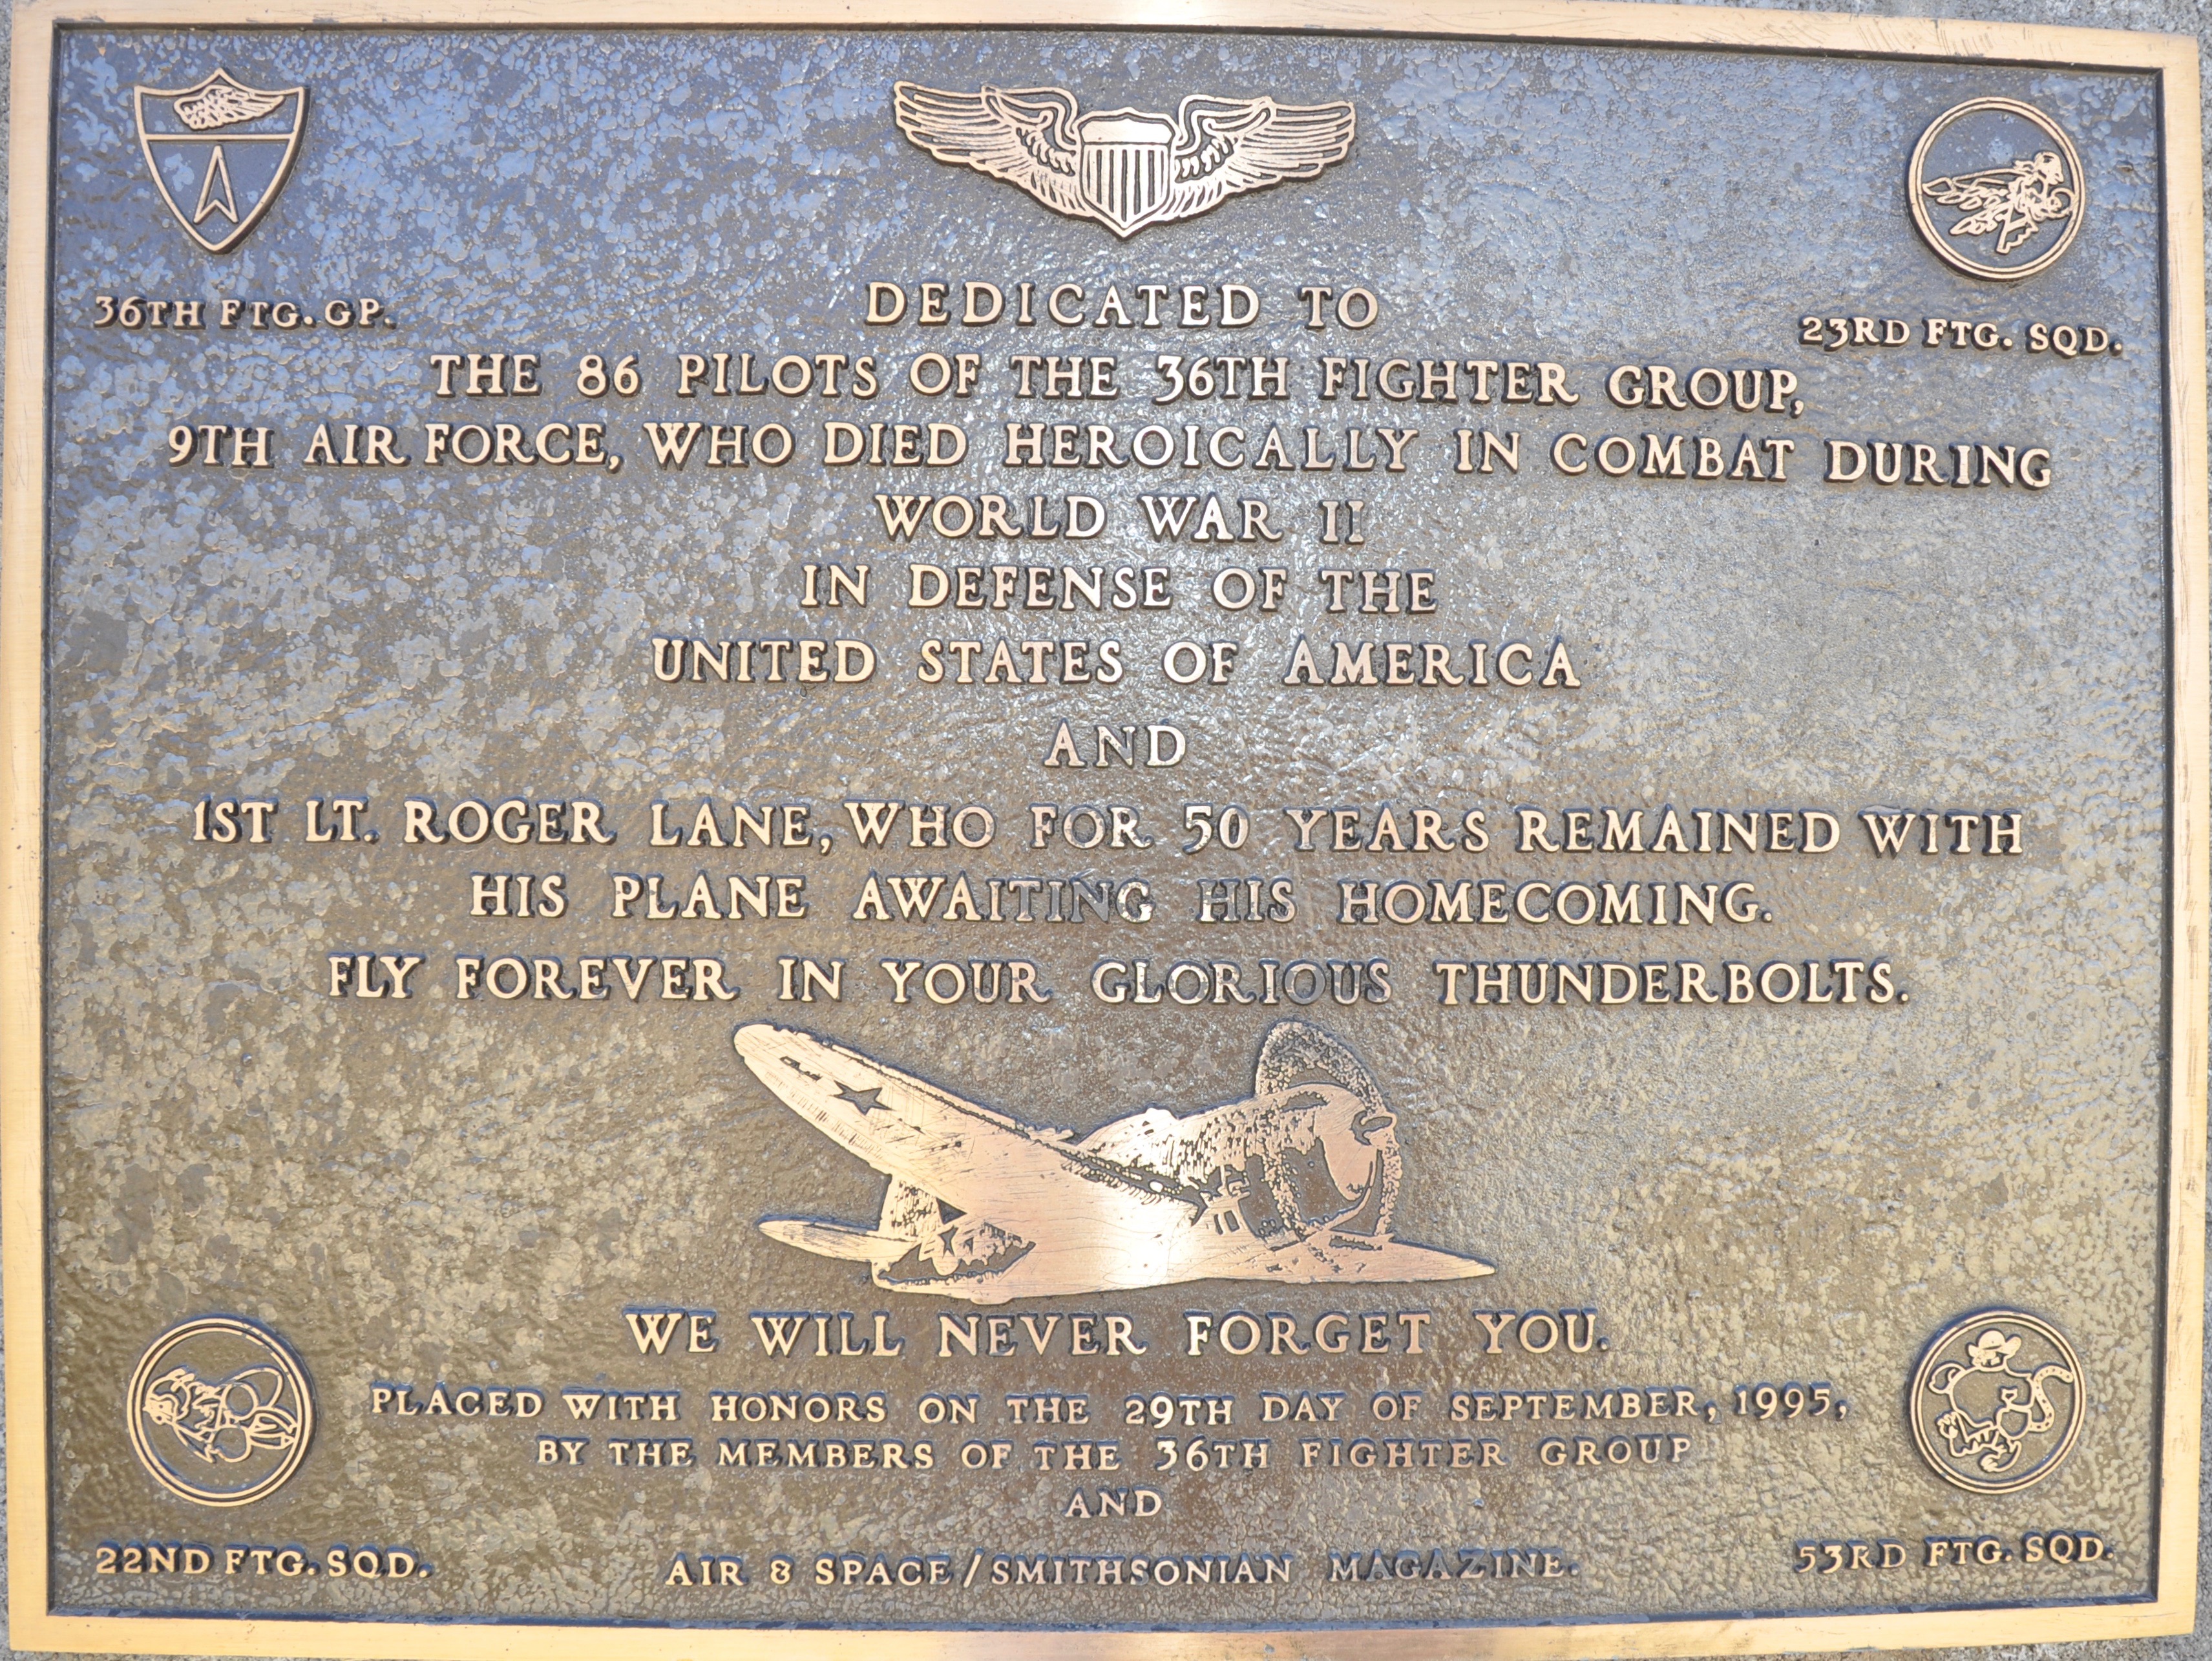 36TH FTG. GP.
23RD FTG. SQD.
DEDICATED TO
THE 86 PILOTS OF THE 36TH FIGHTER GROUP,
9TH AIR FORCE, WHO DIED HEROICALLY IN COMBAT DURING
WORLD WAR II
IN DEFENSE OF THE
UNITED STATES OF AMERICA
AND
1ST LT. ROGER LANE, WHO FOR 50 YEARS REMAINED WITH
HIS PLANE AWAITING HIS HOMECOMING.
FLY FOREVER IN YOUR GLORIOUS THUNDERBOLTS.
WE WILL NEVER FORGET YOU.
PLACED WITH HONORS ON THE 29TH DAY OF SEPTEMBER, 1995,
BY THE MEMBERS OF THE 36TH FIGHTER GROUP
AND
AIR & SPACE/SMITHSONIAN MAGAZINE.
22ND FTG. SQD.
53RD FTG. SQD.